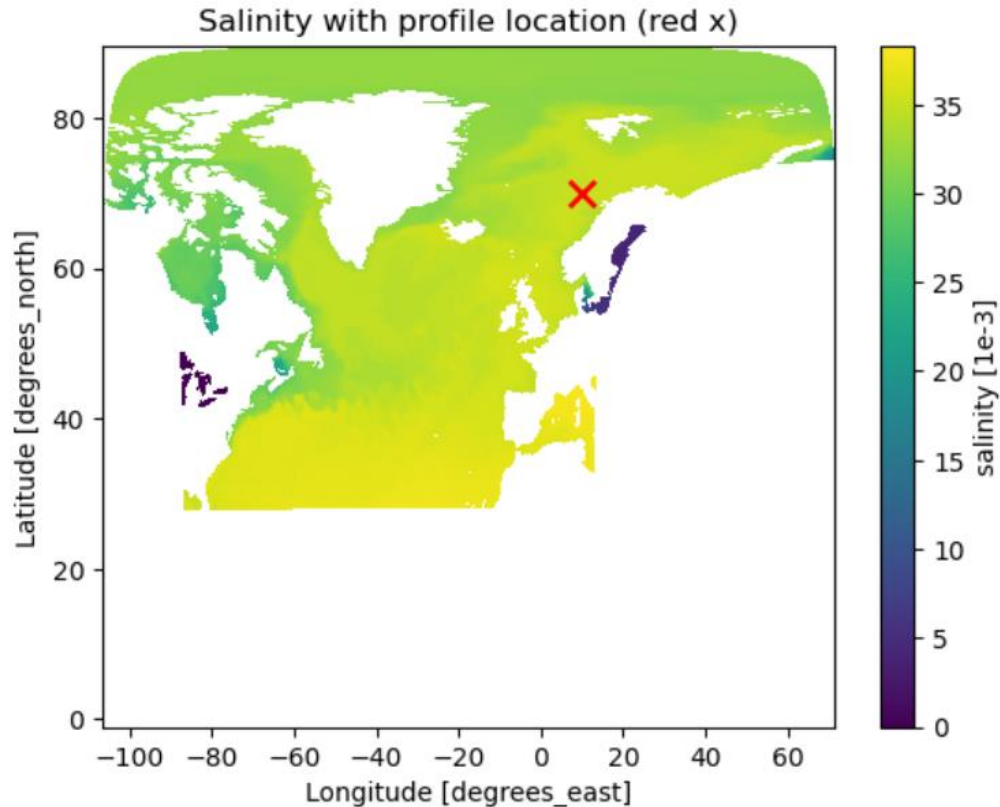 Salinity with profile location (red x)
80
60
40
20
0
Latitude [degrees_north]
-100 -80 -60 -40 -20 0 20 40 60
Longitude [degrees_east]
35
30
25
20
15
10
5
0
salinity [1e-3]